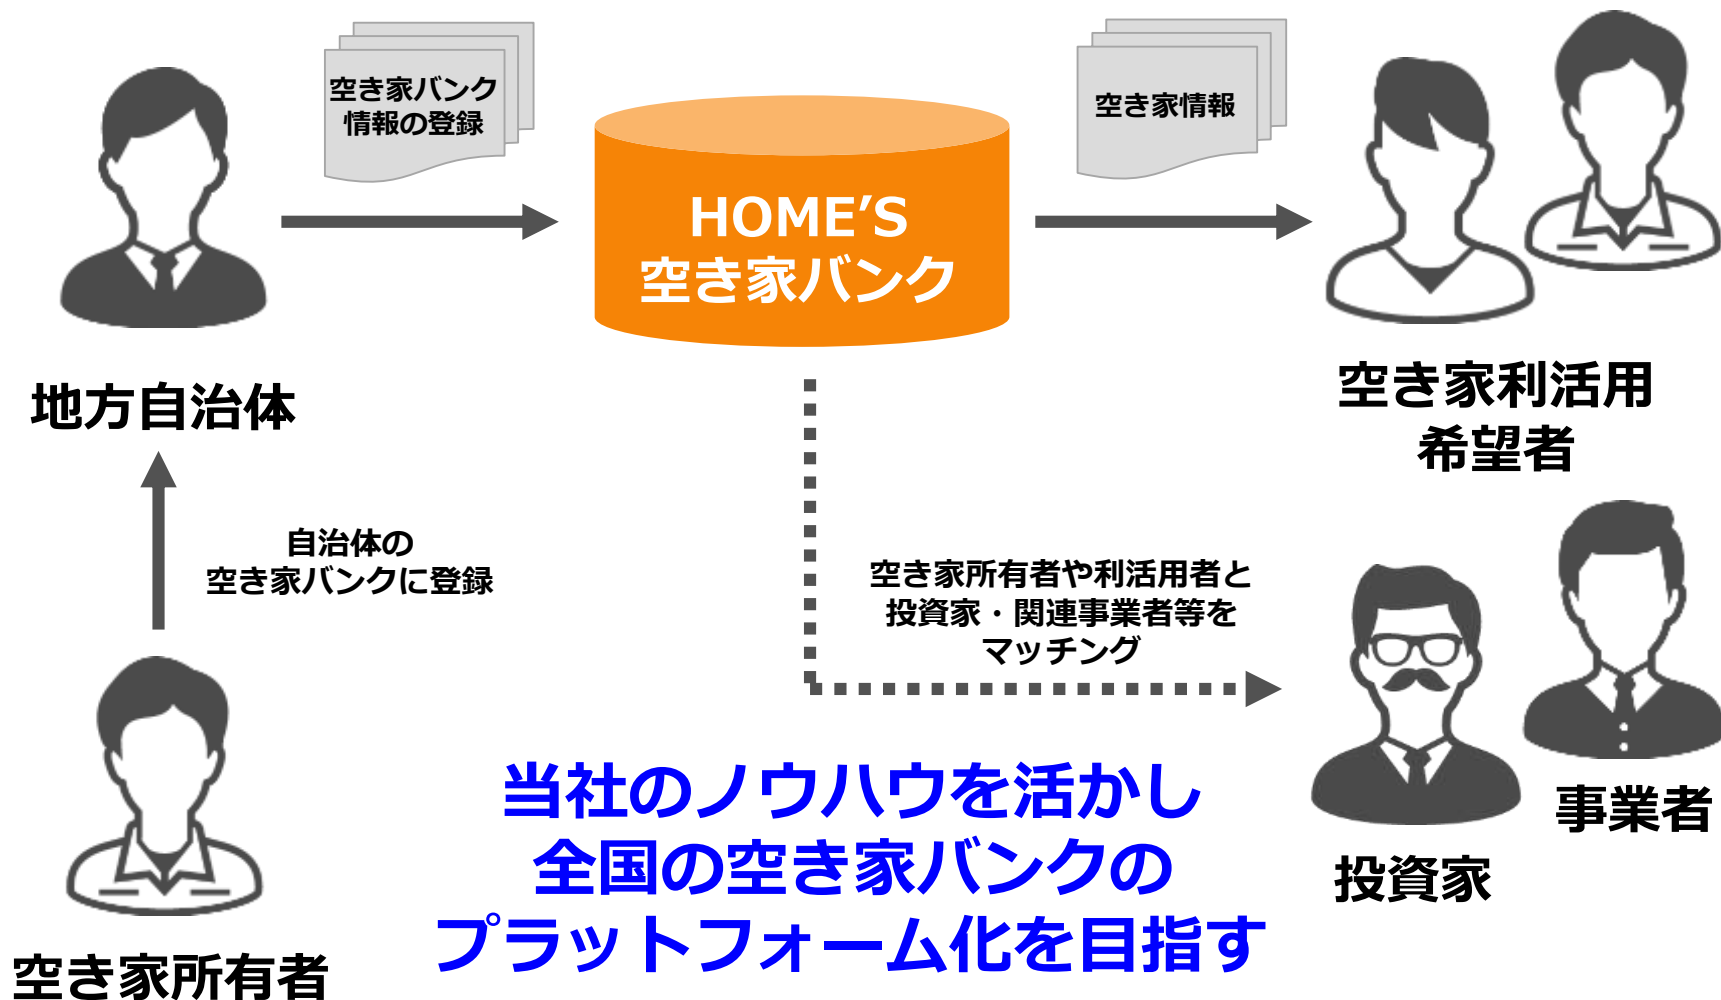 空き家バンク
情報の登録
空き家情報
HOME’S
空き家バンク
地方自治体
空き家利活用
希望者
自治体の
空き家バンクに登録
空き家所有者や利活用者と
投資家・関連事業者等を
マッチング
事業者
投資家
当社のノウハウを活かし
全国の空き家バンクの
プラットフォーム化を目指す
空き家所有者